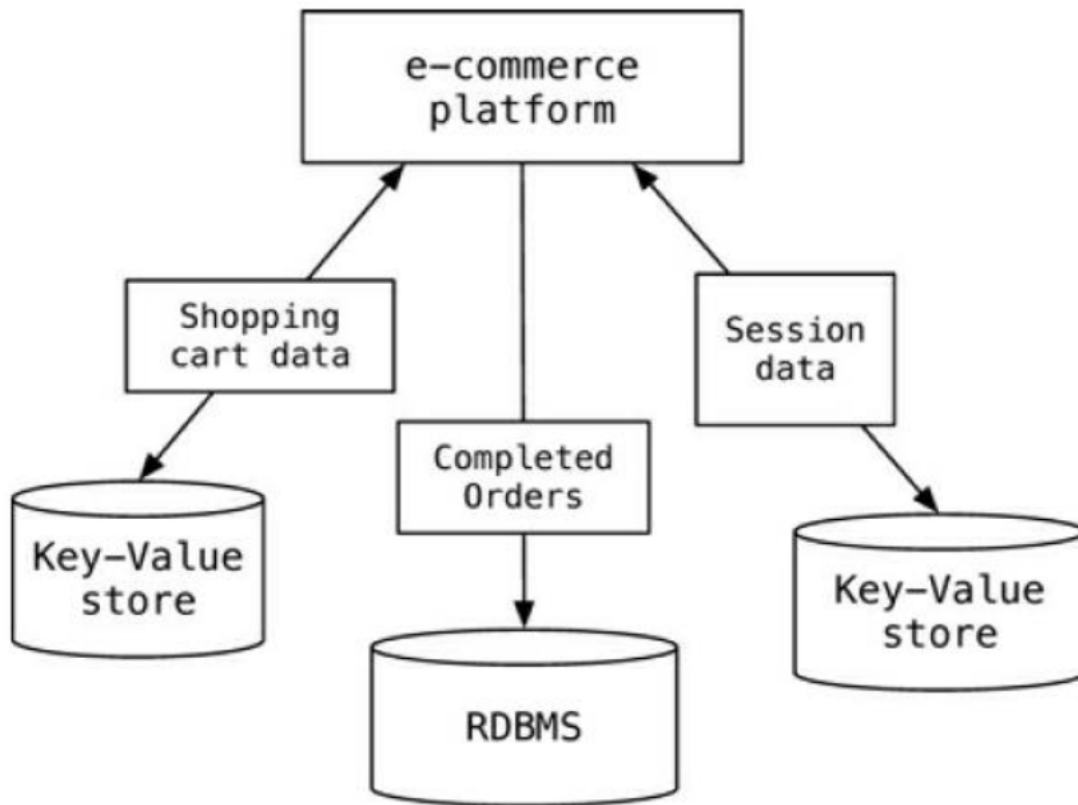 e-commerce
platform
Shopping
cart data
Session
data
Completed
Orders
Key-Value
store
Key-Value
store
RDBMS